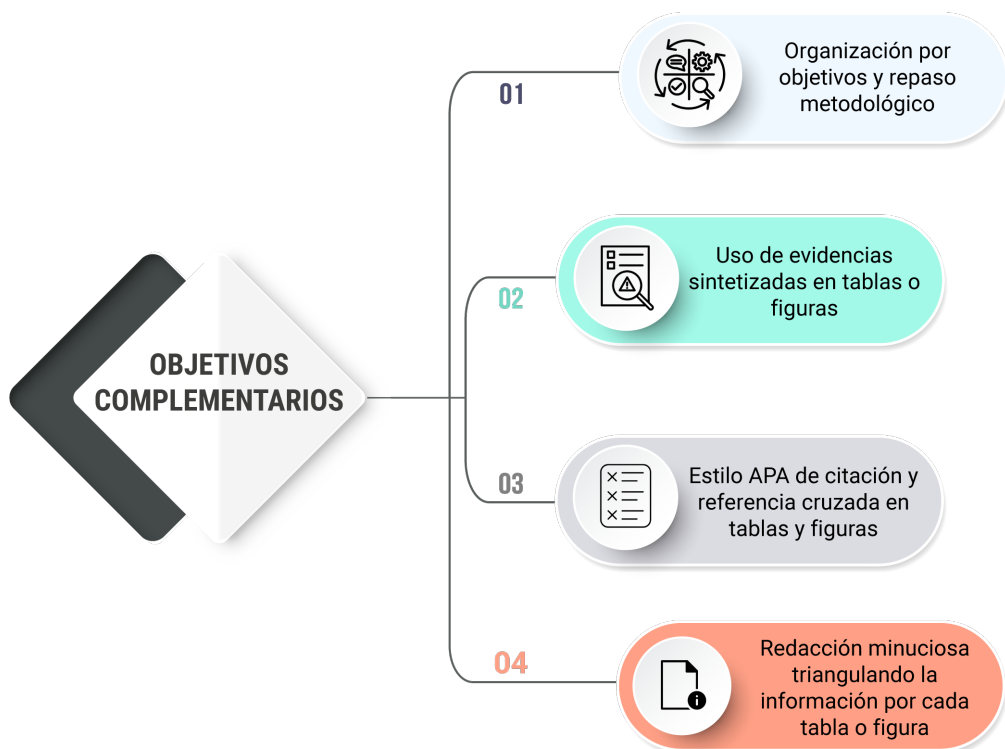 01
Organización por
objetivos y repaso
metodológico
02
Uso de evidencias
sintetizadas en tablas o
figuras
OBJETIVOS
COMPLEMENTARIOS
03
Estilo APA de citación y
referencia cruzada en
tablas y figuras
04
Redacción minuciosa
triangulando la
información por cada
tabla o figura